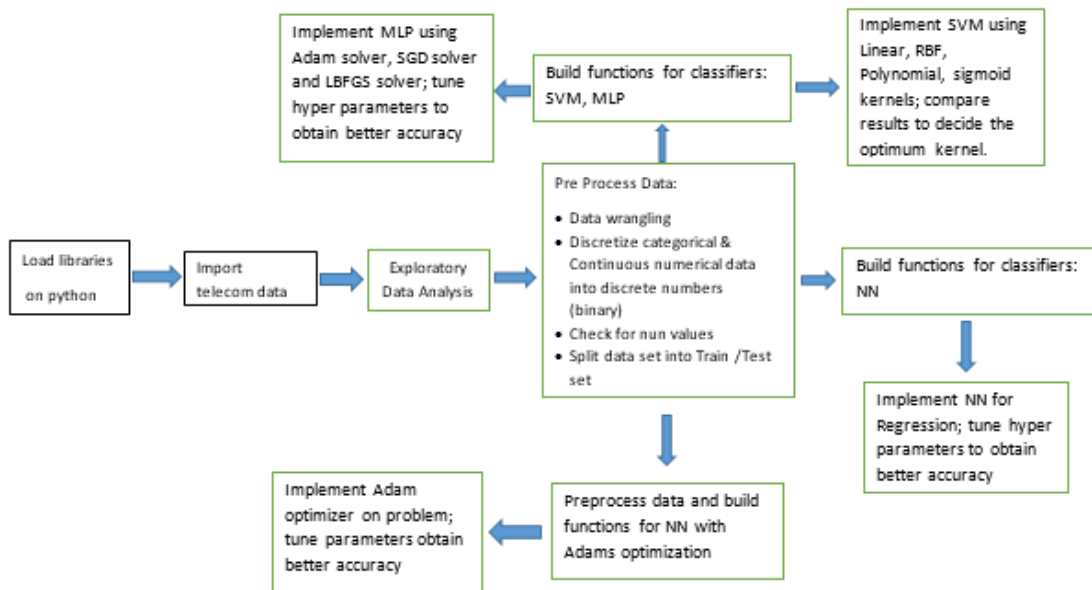 Load libraries
on python
Import
telecom data
Exploratory
Data Analysis
Pre Process Data:
• Data wrangling
• Discretize categorical &
Continuous numerical data
into discrete numbers
(binary)
• Check for nun values
• Split data set into Train /Test
set
Build functions for classifiers:
SVM, MLP
Implement MLP using
Adam solver, SGD solver
and LBFGS solver; tune
hyper parameters to
obtain better accuracy
Implement SVM using
Linear, RBF,
Polynomial, sigmoid
kernels; compare
results to decide the
optimum kernel.
Build functions for classifiers:
NN
Implement NN for
Regression; tune hyper
parameters to obtain
better accuracy
Preprocess data and build
functions for NN with
Adams optimization
Implement Adam
optimizer on problem;
tune parameters obtain
better accuracy